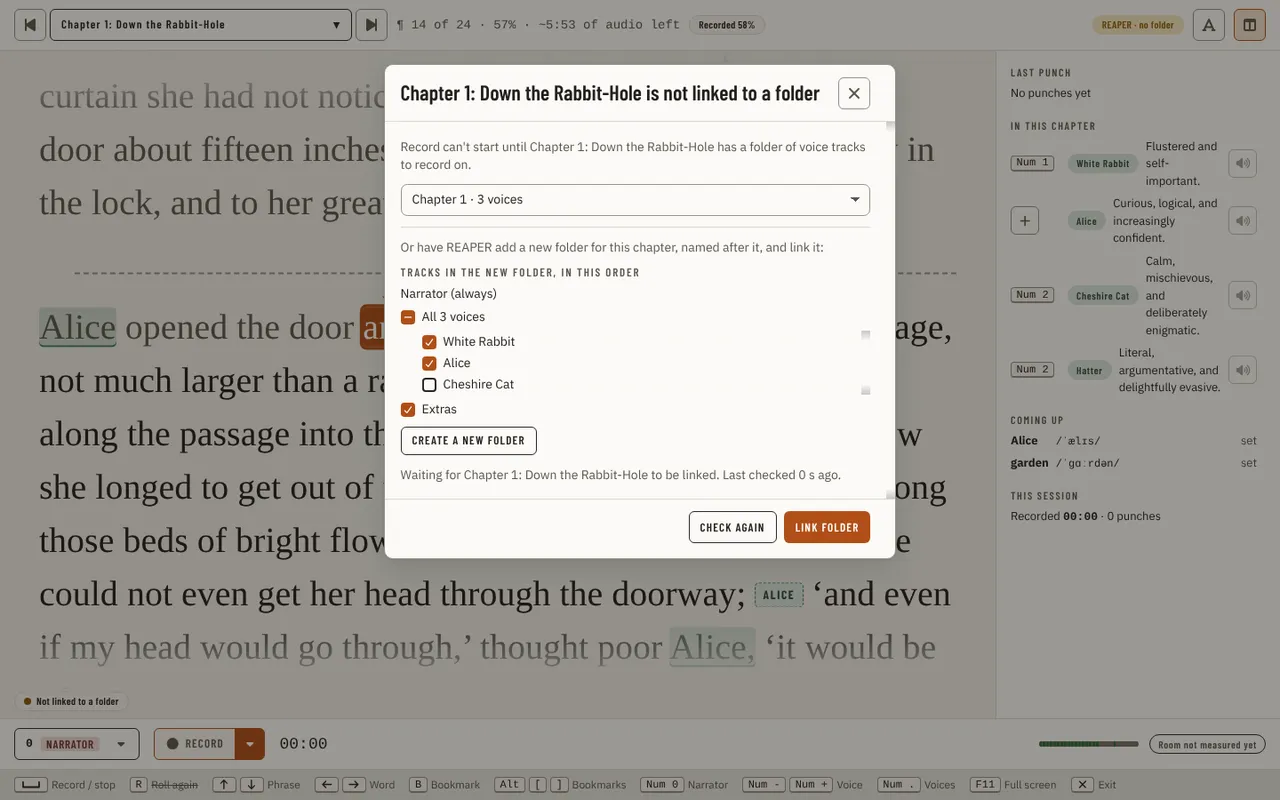 Chapter 1: Down the Rabbit-Hole
¶ 14 of 24 · 57% · ~5:53 of audio left
Recorded 58%
REAPER · no folder
A
curtain she had not notic
door about fifteen inches
in
the lock, and to her grea
Alice opened the door
age,
not much larger than a ra
along the passage into th
w
she longed to get out of
ong
those beds of bright flow
e
could not even get her head through the doorway; ALICE ‘and even
if my head would go through,’ thought poor Alice, ‘it would be
Chapter 1: Down the Rabbit-Hole is not linked to a folder
Record can't start until Chapter 1: Down the Rabbit-Hole has a folder of voice tracks
to record on.
Chapter 1 · 3 voices
Or have REAPER add a new folder for this chapter, named after it, and link it:
TRACKS IN THE NEW FOLDER, IN THIS ORDER
Narrator (always)
All 3 voices
White Rabbit
Alice
Cheshire Cat
Extras
CREATE A NEW FOLDER
Waiting for Chapter 1: Down the Rabbit-Hole to be linked. Last checked 0 s ago.
CHECK AGAIN
LINK FOLDER
LAST PUNCH
No punches yet
IN THIS CHAPTER
Num 1
White Rabbit
Flustered and
self-
important.
+
Alice
Curious, logical, and
increasingly
confident.
Num 2
Cheshire Cat
Calm,
mischievous,
and
deliberately
enigmatic.
Num 2
Hatter
Literal,
argumentative, and
delightfully evasive.
COMING UP
Alice /ˈælɪs/ set
garden /ˈɡɑːrdən/ set
THIS SESSION
Recorded 00:00 · 0 punches
Not linked to a folder
0 NARRATOR
RECORD
00:00
Room not measured yet
Record / stop
R Roll again
↑ ↓ Phrase
← → Word
B Bookmark
Alt [ ] Bookmarks
Num 0 Narrator
Num - Num + Voice
Num . Voices
F11 Full screen
✕ Exit